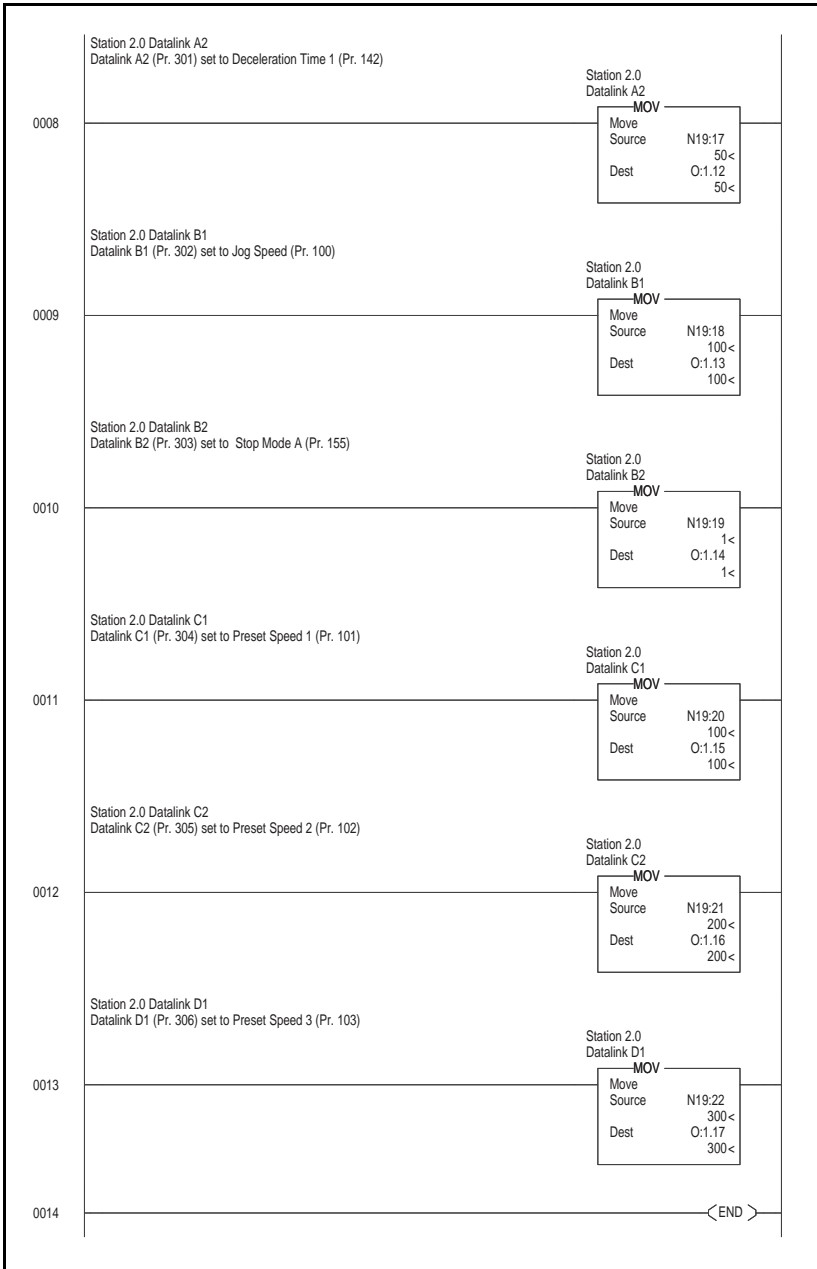 Station 2.0 Datalink A2
Datalink A2 (Pr. 301) set to Deceleration Time 1 (Pr. 142)
Station 2.0
Datalink A2
MOV
0008
Move
Source N19:17
50<
Dest O:1.12
50<
Station 2.0 Datalink B1
Datalink B1 (Pr. 302) set to Jog Speed (Pr. 100)
Station 2.0
Datalink B1
MOV
0009
Move
Source N19:18
100<
Dest O:1.13
100<
Station 2.0 Datalink B2
Datalink B2 (Pr. 303) set to Stop Mode A (Pr. 155)
Station 2.0
Datalink B2
MOV
0010
Move
Source N19:19
1<
Dest O:1.14
1<
Station 2.0 Datalink C1
Datalink C1 (Pr. 304) set to Preset Speed 1 (Pr. 101)
Station 2.0
Datalink C1
MOV
0011
Move
Source N19:20
100<
Dest O:1.15
100<
Station 2.0 Datalink C2
Datalink C2 (Pr. 305) set to Preset Speed 2 (Pr. 102)
Station 2.0
Datalink C2
MOV
0012
Move
Source N19:21
200<
Dest O:1.16
200<
Station 2.0 Datalink D1
Datalink D1 (Pr. 306) set to Preset Speed 3 (Pr. 103)
Station 2.0
Datalink D1
MOV
0013
Move
Source N19:22
300<
Dest O:1.17
300<
0014
END